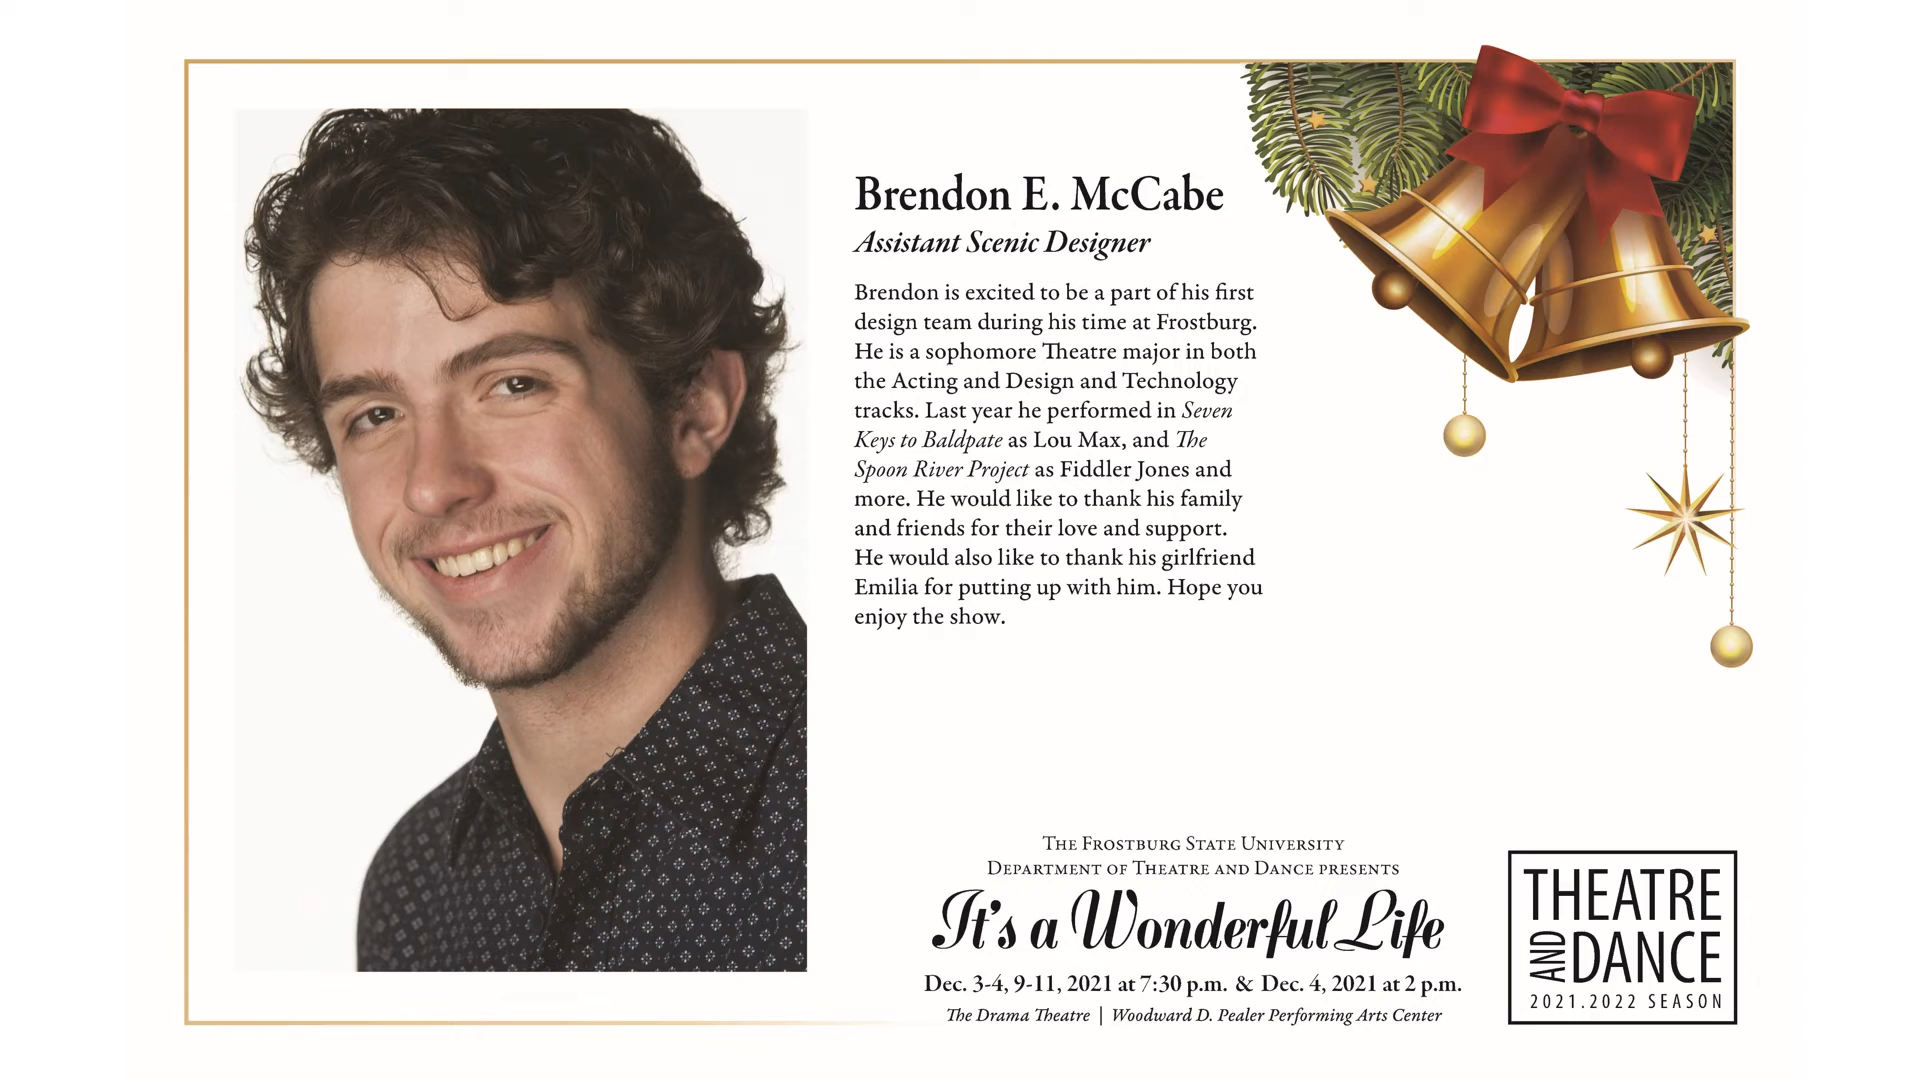 Brendon E. McCabe
Assistant Scenic Designer
Brendon is excited to be a part of his first
design team during his time at Frostburg.
He is a sophomore Theatre major in both
the Acting and Design and Technology
tracks. Last year he performed in Seven
Keys to Baldpate as Lou Max, and The
Spoon River Project as Fiddler Jones and
more. He would like to thank his family
and friends for their love and support.
He would also like to thank his girlfriend
Emilia for putting up with him. Hope you
enjoy the show.
The Frostburg State University
Department of Theatre and Dance presents
It's a Wonderful Life
Dec. 3-4, 9-11, 2021 at 7:30 p.m. & Dec. 4, 2021 at 2 p.m.
The Drama Theatre | Woodward D. Pealer Performing Arts Center
THEATRE
AND DANCE
2021.2022 SEASON